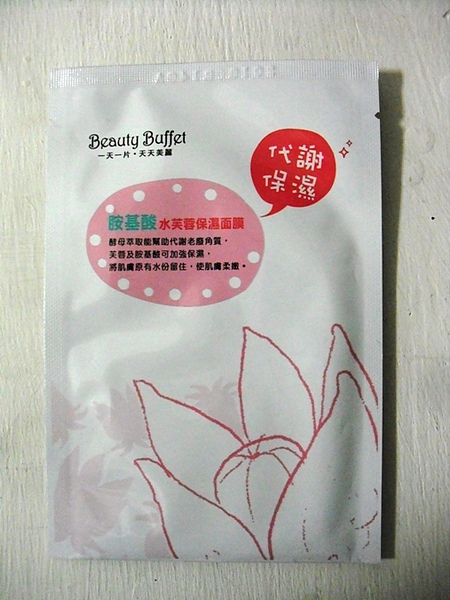 Beauty Buffet
一天一片·天天美麗
代謝
保濕
胺基酸 水芙蓉保濕面膜
酵母萃取能幫助代謝老廢角質，
芙蓉及胺基酸可加強保濕，
將肌膚原有水份留住，使肌膚柔嫩。